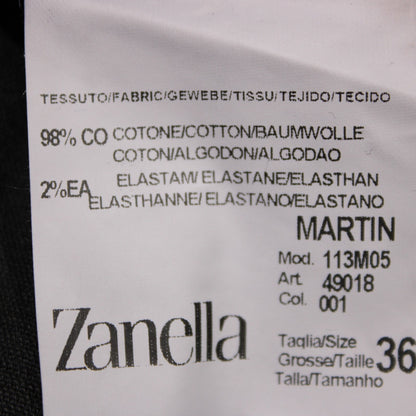 TESSUTO/FABRIC/GEWEBE/TISSU/TEJIDO/TECIDO
98% CO COTONE/COTTON/BAUMWOLLE
COTON/ALGODON/ALGODAO
2%EA ELASTAM/ ELASTANE/ELASTHAN
ELASTHANNE/ ELASTANO/ELASTANO
MARTIN
Mod. 113M05
Art. 49018
Col. 001
Zanella
Taglia/Size
Grosse/Taille 36
Talla/Tamanho